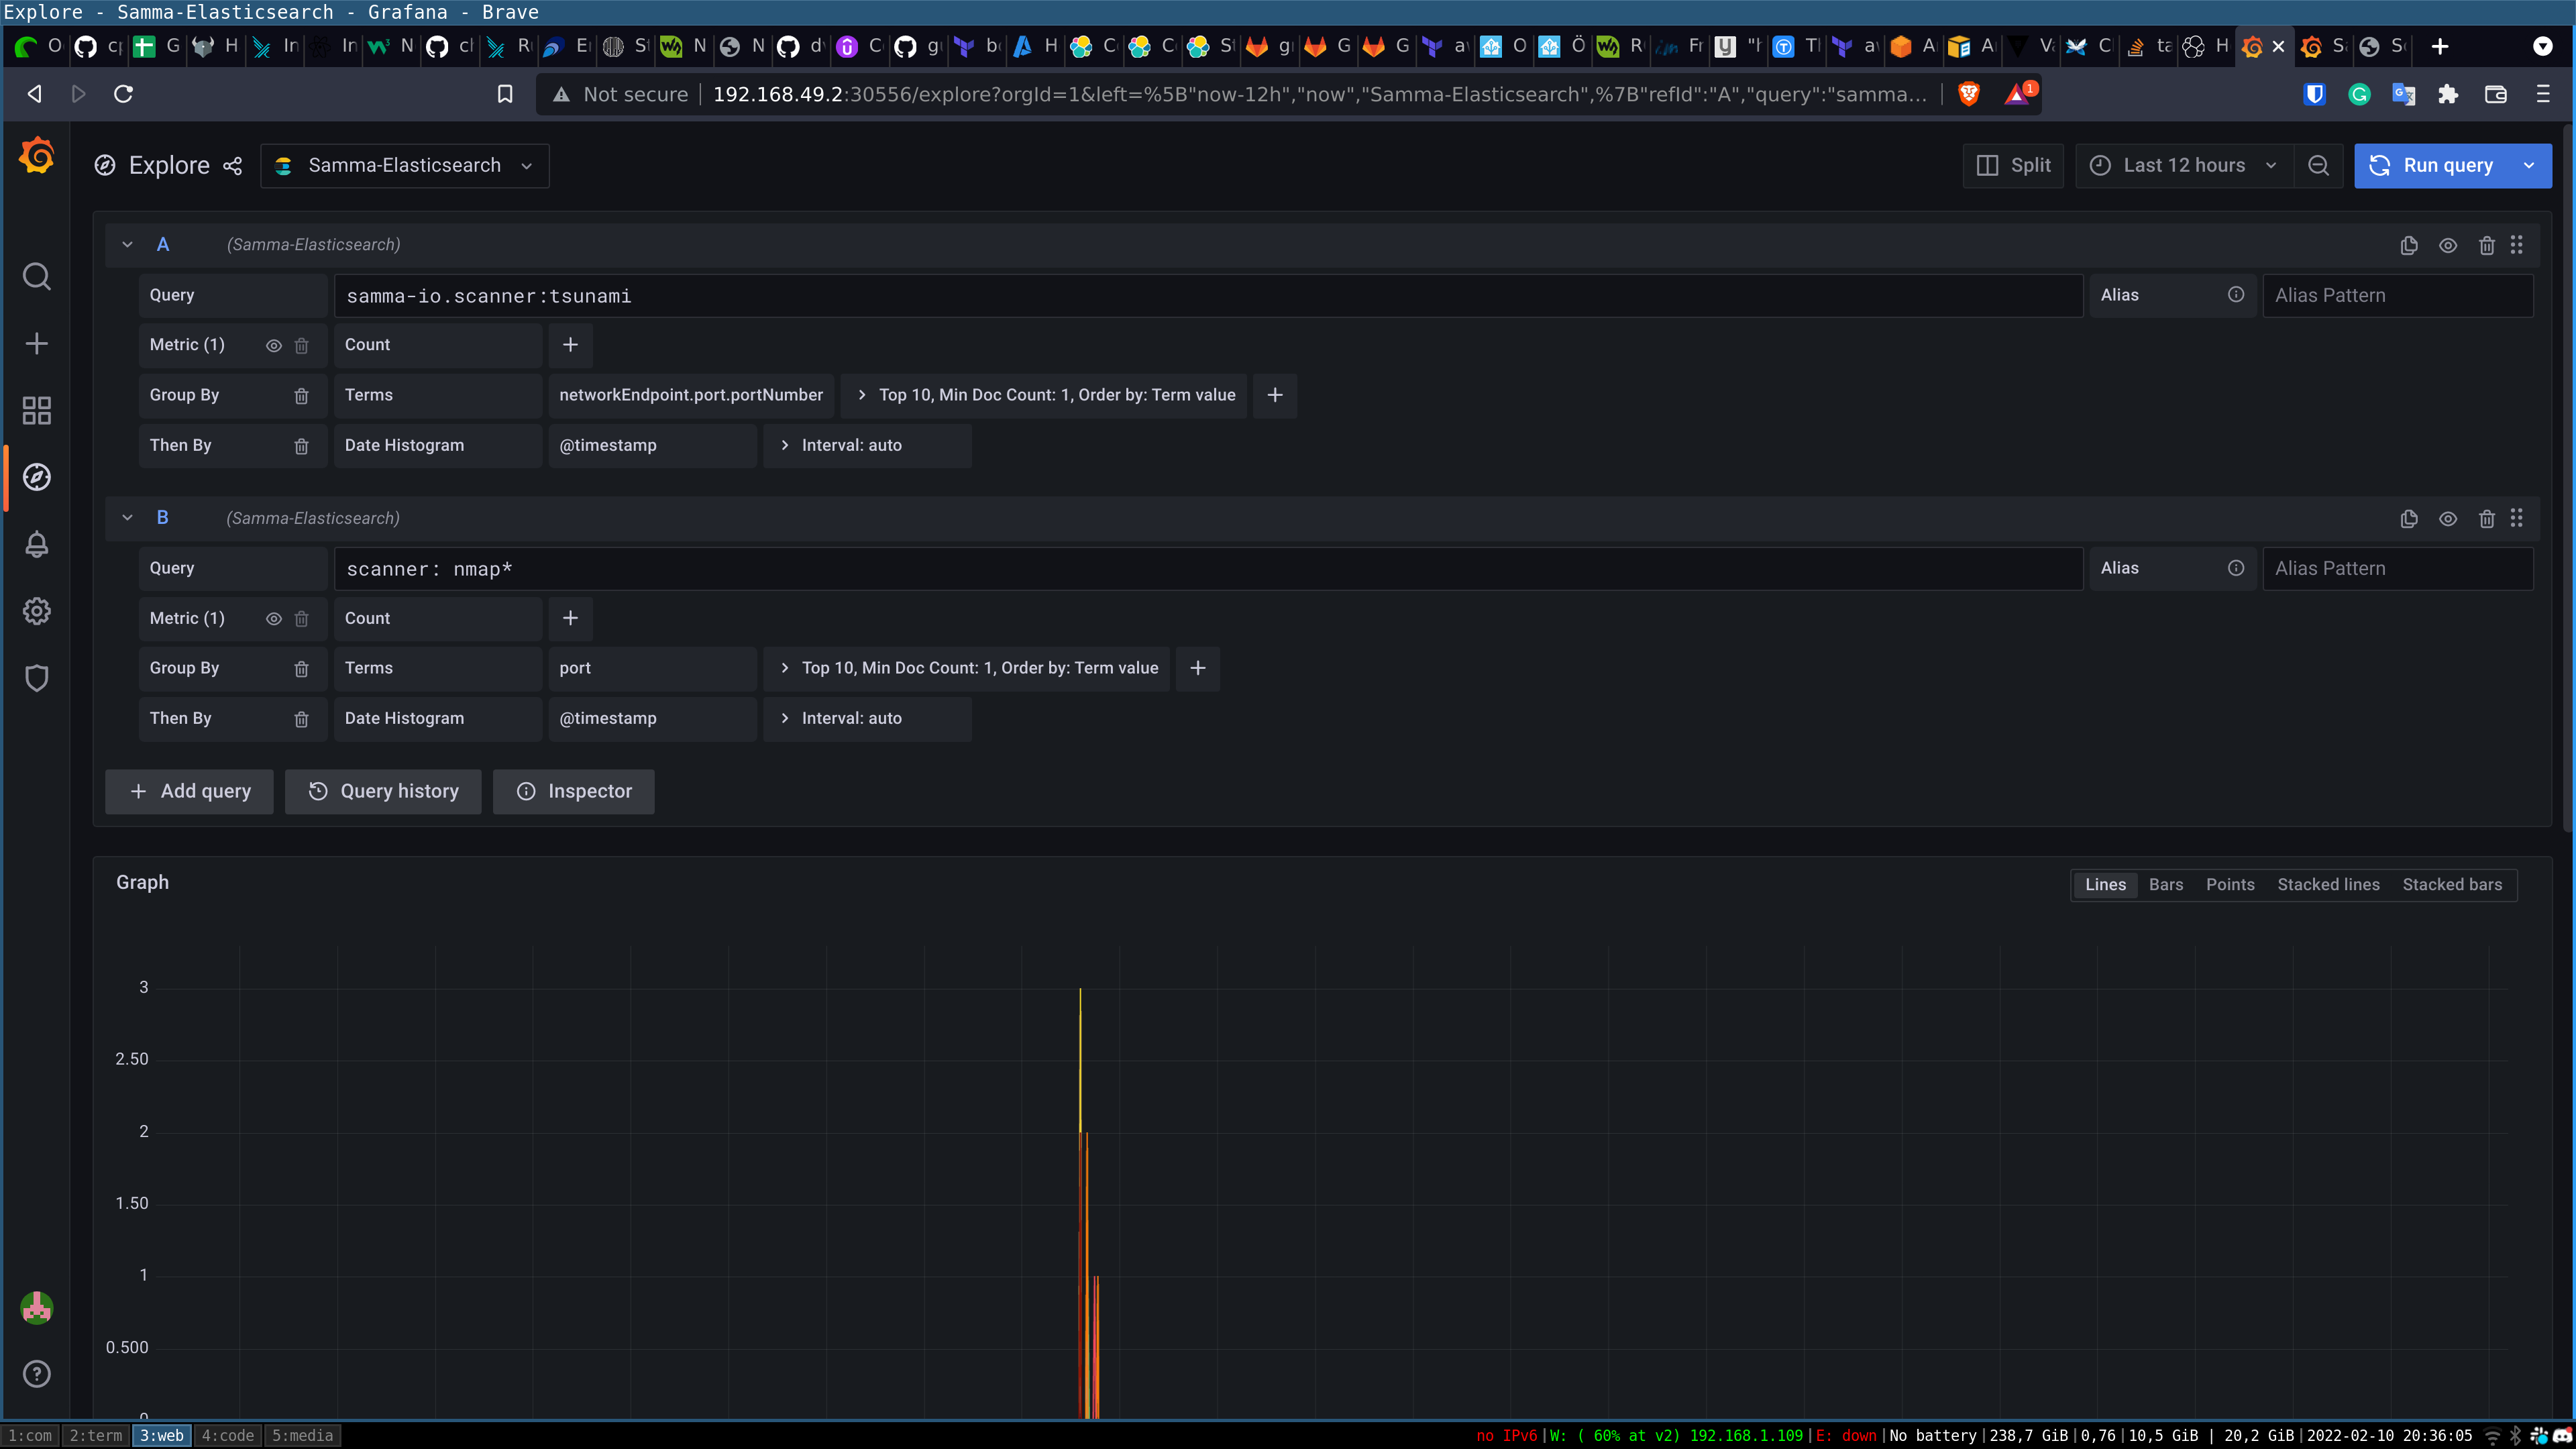 Explore - Samma-Elasticsearch - Grafana - Brave
Not secure 192.168.49.2:30556/explore?orgId=1&left=%5B"now-12h","now","Samma-Elasticsearch",%7B"refId":"A","query":"samma... 1
Explore Samma-Elasticsearch Split Last 12 hours Run query
A (Samma-Elasticsearch)
Query samma-io.scanner:tsunami Alias Alias Pattern
Metric (1) Count
Group By Terms networkEndpoint.port.portNumber Top 10, Min Doc Count: 1, Order by: Term value
Then By Date Histogram @timestamp Interval: auto
B (Samma-Elasticsearch)
Query scanner: nmap* Alias Alias Pattern
Metric (1) Count
Group By Terms port Top 10, Min Doc Count: 1, Order by: Term value
Then By Date Histogram @timestamp Interval: auto
Add query Query history Inspector
Graph Lines Bars Points Stacked lines Stacked bars
3
2.50
2
1.50
1
0.500
0
1:com 2:term 3:web 4:code 5:media no IPv6|W: ( 60% at v2) 192.168.1.109|E: down|No battery|238,7 GiB|0,76|10,5 GiB | 20,2 GiB|2022-02-10 20:36:05